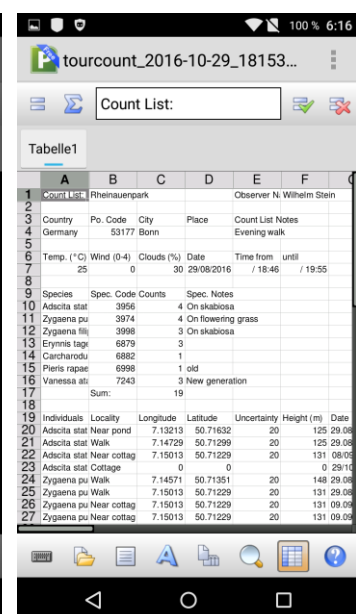 100 % 6:16
tourcount_2016-10-29_18153...
Count List:
Tabelle1
A B C D E F
1 Count List: Rheinauenpark Observer N Wilhelm Stein
2
3 Country Po. Code City Place Count List Notes
4 Germany 53177 Bonn Evening walk
5
6 Temp. (°C) Wind (0-4) Clouds (%) Date Time from until
7 25 0 30 29/08/2016 / 18:46 / 19:55
8
9 Species Spec. Code Counts Spec. Notes
10 Adscita stat 3956 4 On skabiosa
11 Zygaena pu 3974 4 On flowering grass
12 Zygaena fili 3998 3 On skabiosa
13 Erynnis tage 6879 3
14 Carcharodu 6882 1
15 Pieris rapae 6998 1 old
16 Vanessa ata 7243 3 New generation
17 Sum: 19
18
19 Individuals Locality Longitude Latitude Uncertainty Height (m) Date
20 Adscita stat Near pond 7.13213 50.71632 20 125 29.08
21 Adscita stat Walk 7.14729 50.71299 20 125 29.08
22 Adscita stat Near cottag 7.15013 50.71229 20 131 08/09
23 Adscita stat Cottage 0 0 0 29/10
24 Zygaena pu Walk 7.14571 50.71351 20 148 29.08
25 Zygaena pu Walk 7.15013 50.71229 20 131 29.08
26 Zygaena pu Near cottag 7.15013 50.71229 20 131 09.09
27 Zygaena pu Near cottag 7.15013 50.71229 20 131 09.09